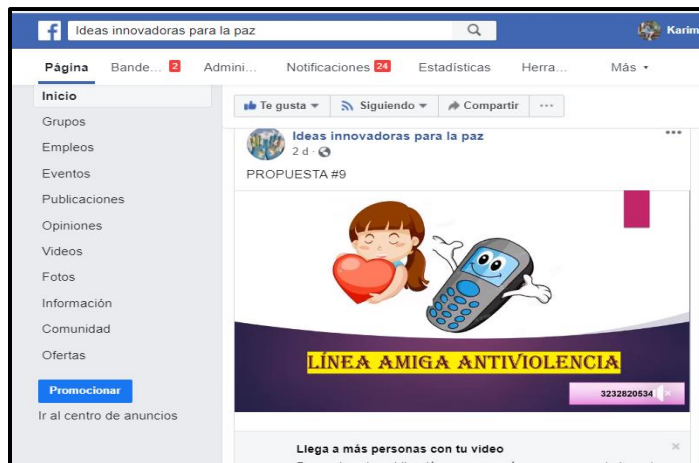 Ideas innovadoras para la paz
Karim
Página Bande... 2 Admini... Notificaciones 24 Estadísticas Herra... Más
Inicio
Grupos
Empleos
Eventos
Publicaciones
Opiniones
Videos
Fotos
Información
Comunidad
Ofertas
Promocionar
Ir al centro de anuncios
Te gusta Siguiendo Compartir ...
Ideas innovadoras para la paz
2 d
PROPUESTA #9
LÍNEA AMIGA ANTIVIOLENCIA
3232820534
Llega a más personas con tu video